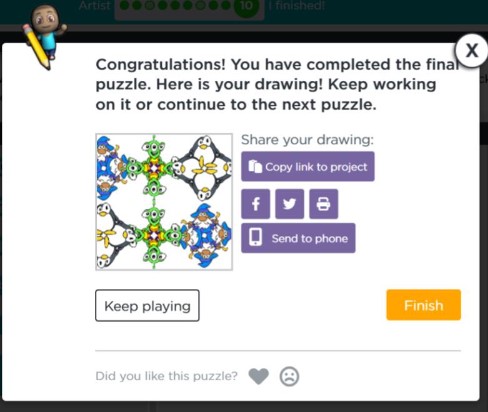 Artist
10
I finished!
X
Congratulations! You have completed the final
puzzle. Here is your drawing! Keep working
on it or continue to the next puzzle.
Share your drawing:
Copy link to project
f
Send to phone
Keep playing
Finish
Did you like this puzzle?